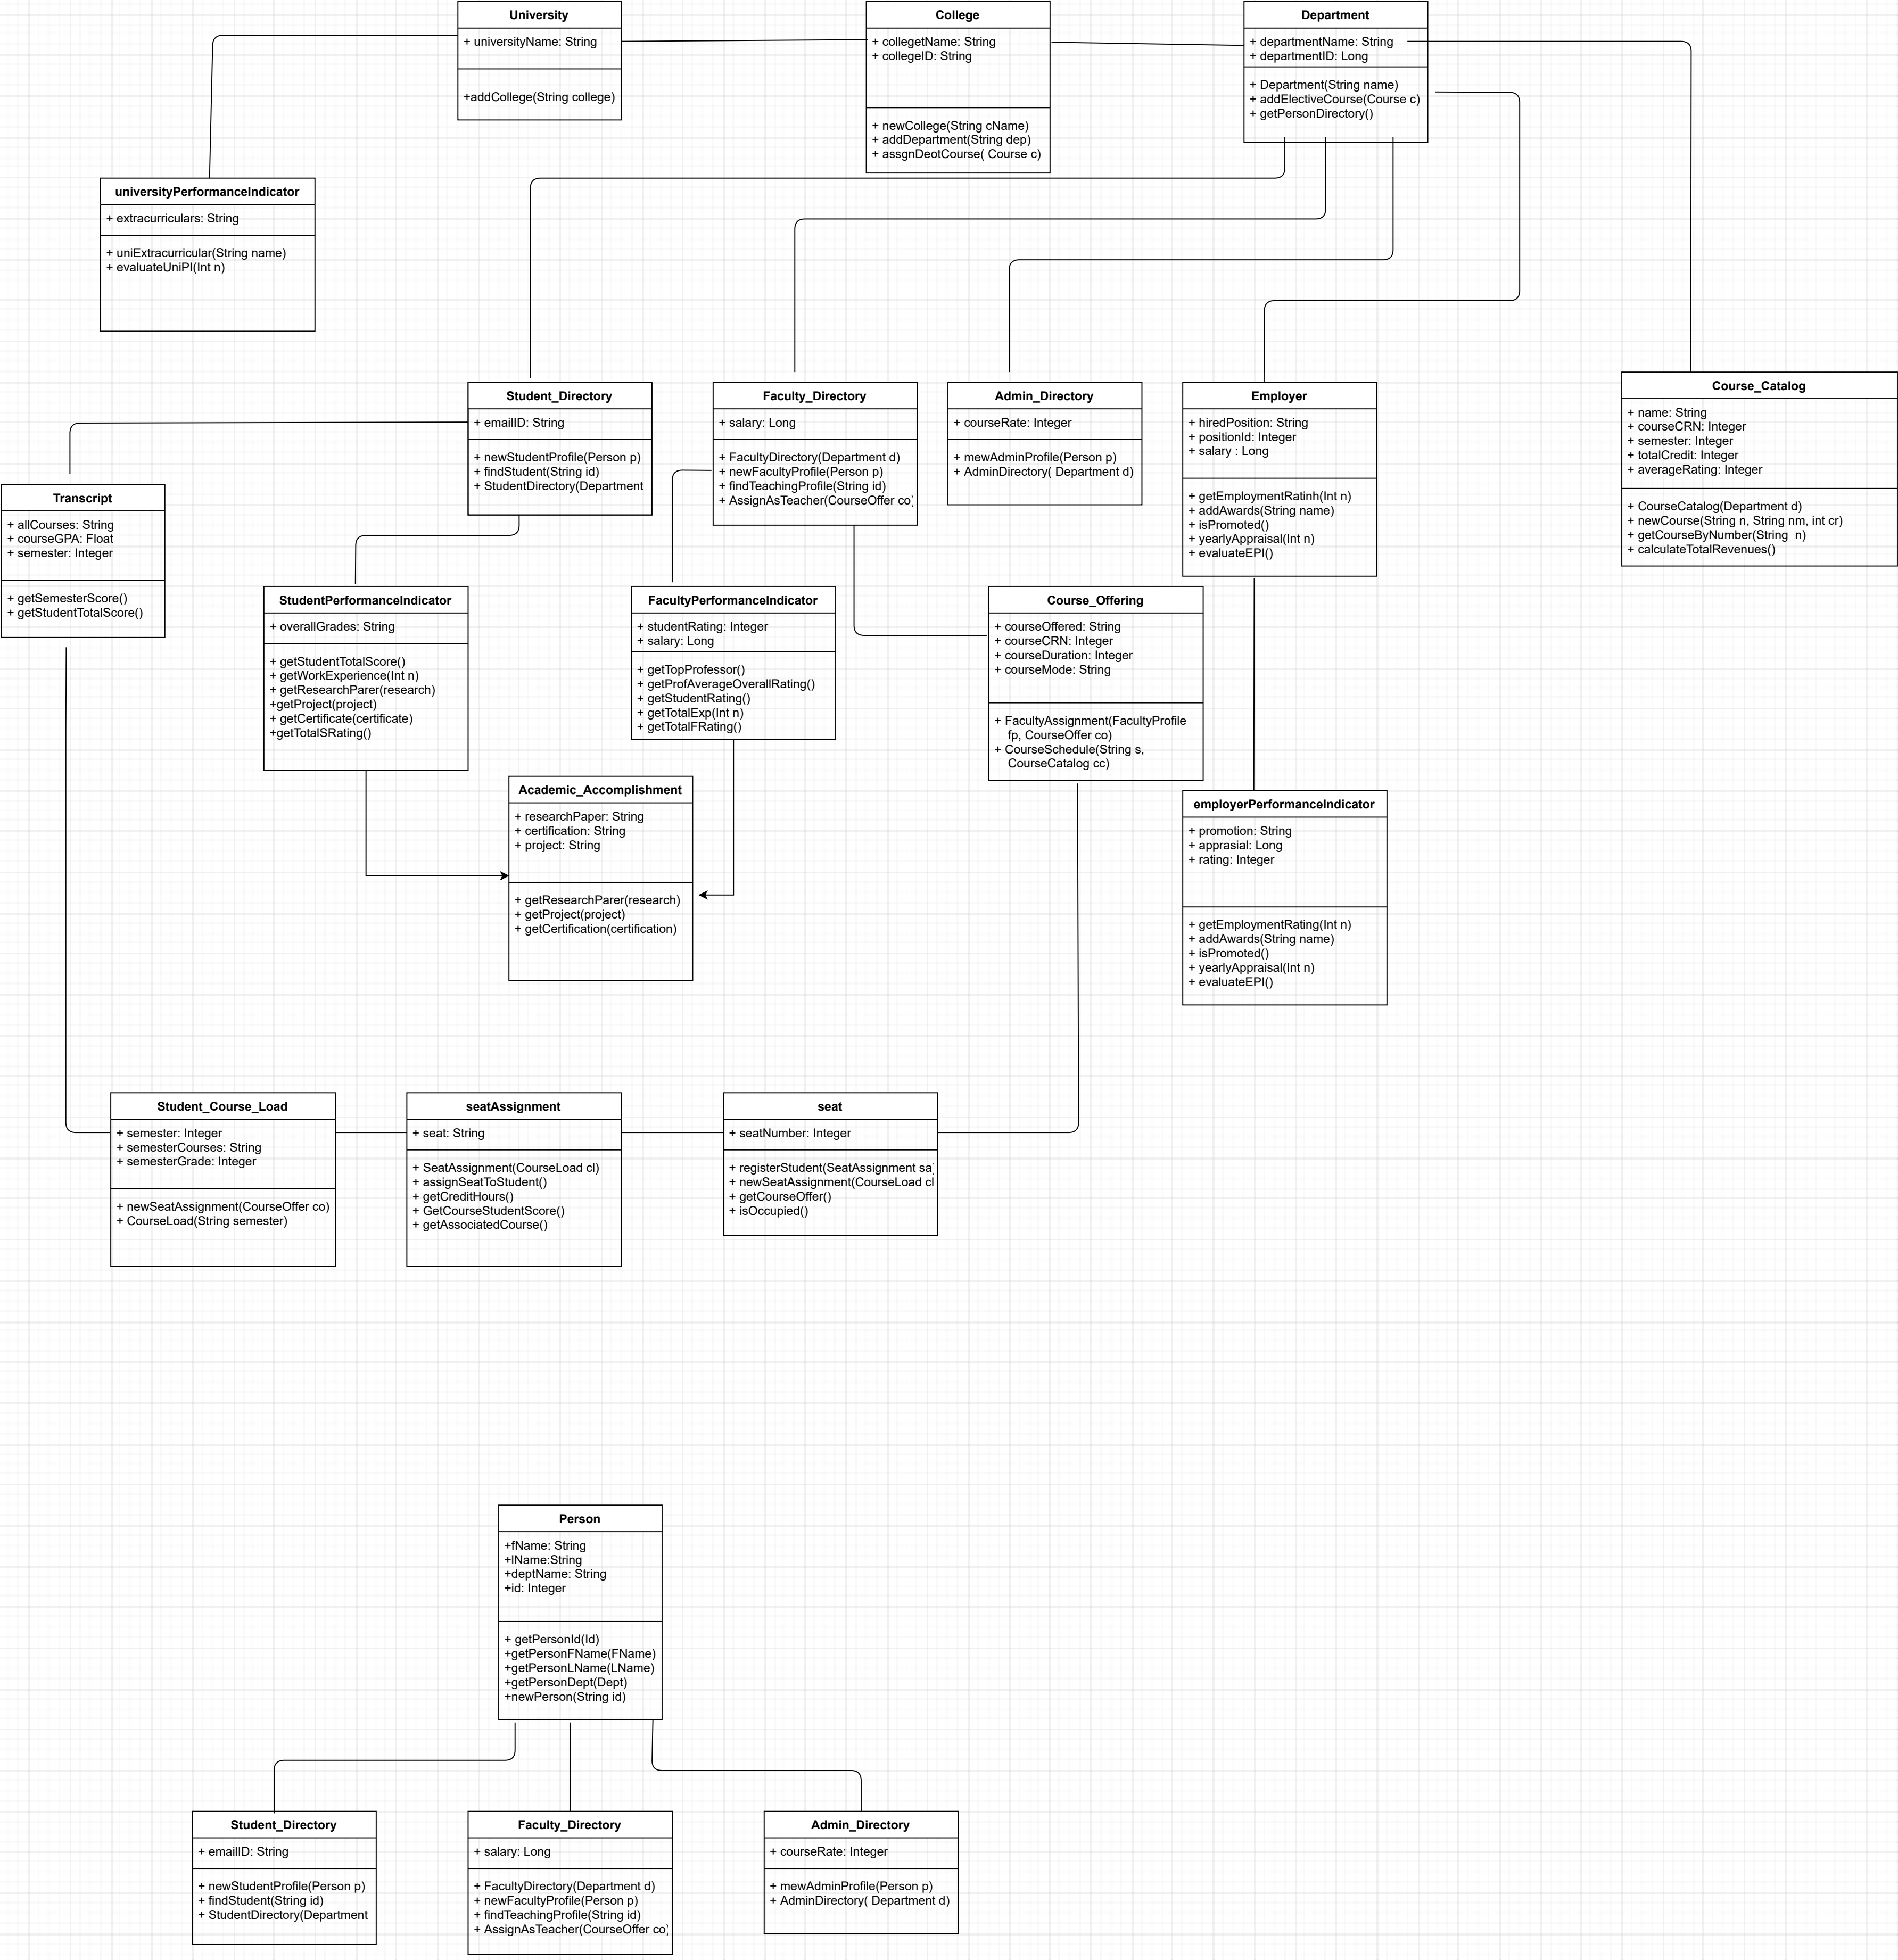 University
+ universityName: String
+addCollege(String college)
College
+ collegetName: String
+ collegeID: String
+ newCollege(String cName)
+ addDepartment(String dep)
+ assgnDeotCourse( Course c)
Department
+ departmentName: String
+ departmentID: Long
+ Department(String name)
+ addElectiveCourse(Course c)
+ getPersonDirectory()
universityPerformanceIndicator
+ extracurriculars: String
+ uniExtracurricular(String name)
+ evaluateUniPI(Int n)
Student_Directory
+ emailID: String
+ newStudentProfile(Person p)
+ findStudent(String id)
+ StudentDirectory(Department
Faculty_Directory
+ salary: Long
+ FacultyDirectory(Department d)
+ newFacultyProfile(Person p)
+ findTeachingProfile(String id)
+ AssignAsTeacher(CourseOffer co)
Admin_Directory
+ courseRate: Integer
+ mewAdminProfile(Person p)
+ AdminDirectory( Department d)
Employer
+ hiredPosition: String
+ positionId: Integer
+ salary : Long
+ getEmploymentRatinh(Int n)
+ addAwards(String name)
+ isPromoted()
+ yearlyAppraisal(Int n)
+ evaluateEPI()
Course_Catalog
+ name: String
+ courseCRN: Integer
+ semester: Integer
+ totalCredit: Integer
+ averageRating: Integer
+ CourseCatalog(Department d)
+ newCourse(String n, String nm, int cr)
+ getCourseByNumber(String  n)
+ calculateTotalRevenues()
Transcript
+ allCourses: String
+ courseGPA: Float
+ semester: Integer
+ getSemesterScore()
+ getStudentTotalScore()
StudentPerformanceIndicator
+ overallGrades: String
+ getStudentTotalScore()
+ getWorkExperience(Int n)
+ getResearchParer(research)
+getProject(project)
+ getCertificate(certificate)
+getTotalSRating()
FacultyPerformanceIndicator
+ studentRating: Integer
+ salary: Long
+ getTopProfessor()
+ getProfAverageOverallRating()
+ getStudentRating()
+ getTotalExp(Int n)
+ getTotalFRating()
Course_Offering
+ courseOffered: String
+ courseCRN: Integer
+ courseDuration: Integer
+ courseMode: String
+ FacultyAssignment(FacultyProfile
fp, CourseOffer co)
+ CourseSchedule(String s,
CourseCatalog cc)
Academic_Accomplishment
+ researchPaper: String
+ certification: String
+ project: String
+ getResearchParer(research)
+ getProject(project)
+ getCertification(certification)
employerPerformanceIndicator
+ promotion: String
+ apprasial: Long
+ rating: Integer
+ getEmploymentRating(Int n)
+ addAwards(String name)
+ isPromoted()
+ yearlyAppraisal(Int n)
+ evaluateEPI()
Student_Course_Load
+ semester: Integer
+ semesterCourses: String
+ semesterGrade: Integer
+ newSeatAssignment(CourseOffer co)
+ CourseLoad(String semester)
seatAssignment
+ seat: String
+ SeatAssignment(CourseLoad cl)
+ assignSeatToStudent()
+ getCreditHours()
+ GetCourseStudentScore()
+ getAssociatedCourse()
seat
+ seatNumber: Integer
+ registerStudent(SeatAssignment sa)
+ newSeatAssignment(CourseLoad cl
+ getCourseOffer()
+ isOccupied()
Person
+fName: String
+lName:String
+deptName: String
+id: Integer
+ getPersonId(Id)
+getPersonFName(FName)
+getPersonLName(LName)
+getPersonDept(Dept)
+newPerson(String id)
Student_Directory
+ emailID: String
+ newStudentProfile(Person p)
+ findStudent(String id)
+ StudentDirectory(Department
Faculty_Directory
+ salary: Long
+ FacultyDirectory(Department d)
+ newFacultyProfile(Person p)
+ findTeachingProfile(String id)
+ AssignAsTeacher(CourseOffer co)
Admin_Directory
+ courseRate: Integer
+ mewAdminProfile(Person p)
+ AdminDirectory( Department d)